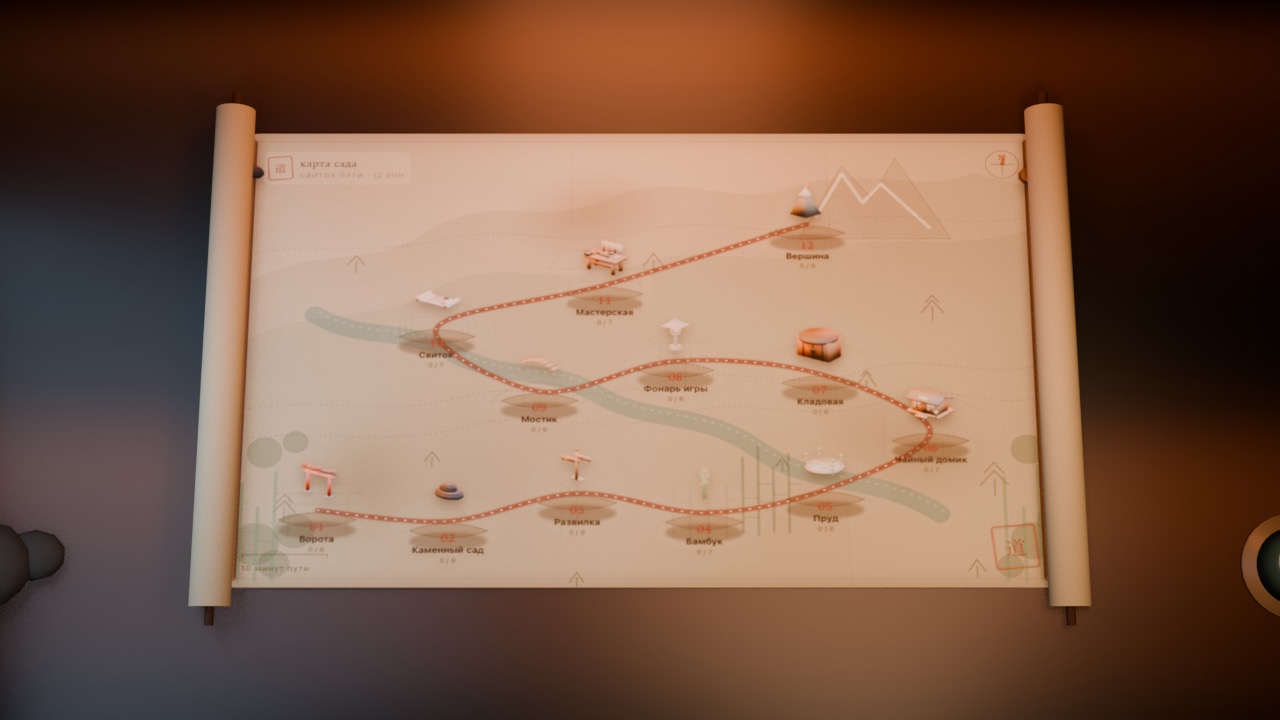 道
карта сада
СВИТОК ПУТИ · 12 ЗОН
12
Вершина
0/8
11
Мастерская
0/7
Свиток
0/7
08
Фонарь игры
0/6
07
Кладовая
0/6
09
Мостик
0/6
Чайный домик
0/7
01
Ворота
0/6
02
Каменный сад
0/6
03
Развилка
0/6
04
Бамбук
0/7
05
Пруд
0/6
10 минут пути
道